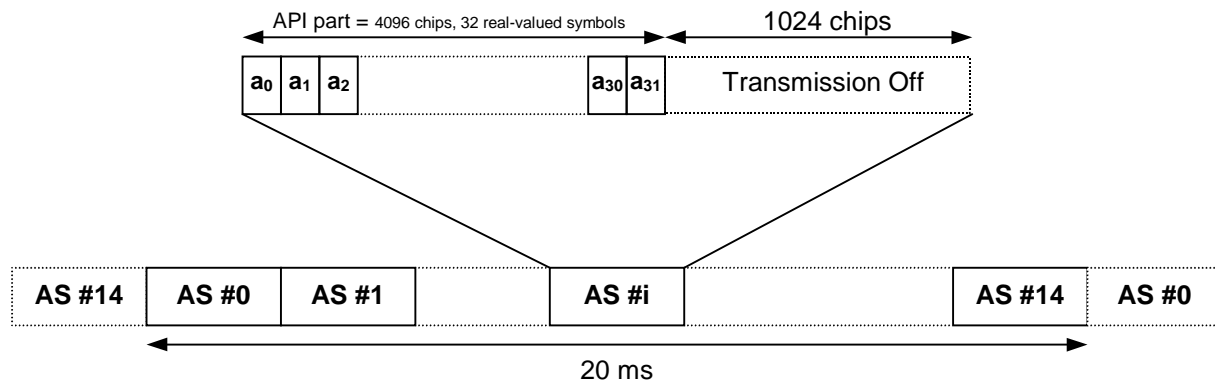 API part = 4096 chips, 32 real-valued symbols
1024 chips
a0 a1 a2 a30 a31 Transmission Off
AS #14 AS #0 AS #1 AS #i AS #14 AS #0
20 ms